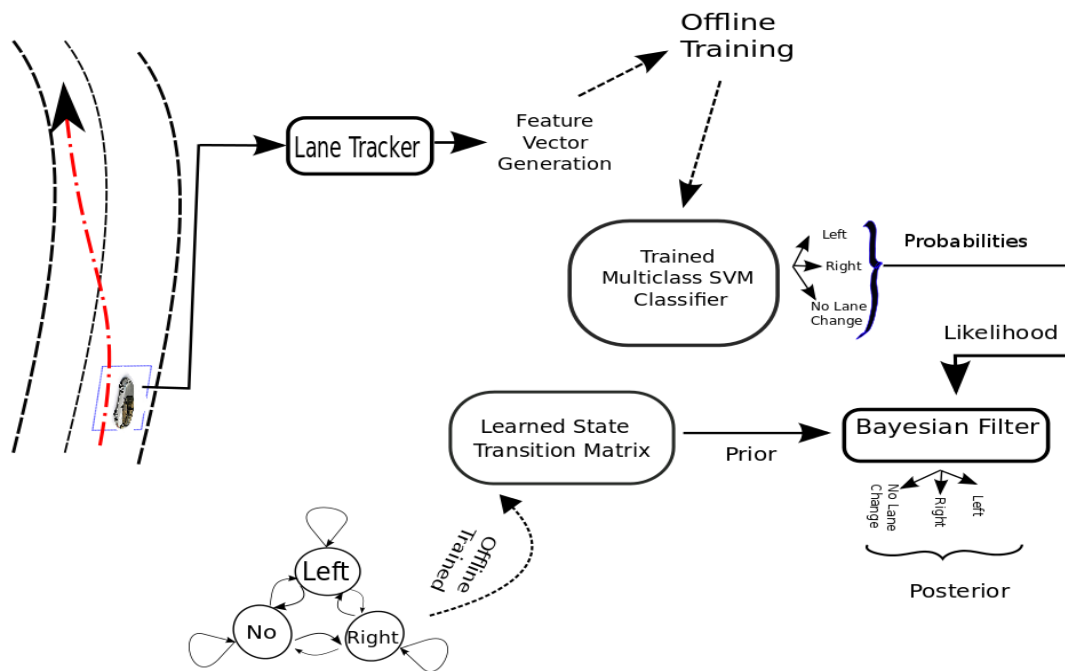 Offline
Training
Lane Tracker
Feature
Vector
Generation
Trained
Multiclass SVM
Classifier
Left
Right
No Lane
Change
Probabilities
Likelihood
Learned State
Transition Matrix
Prior
Bayesian Filter
No Lane
Change
Right
Left
Posterior
Offline
Trained
Left
No
Right